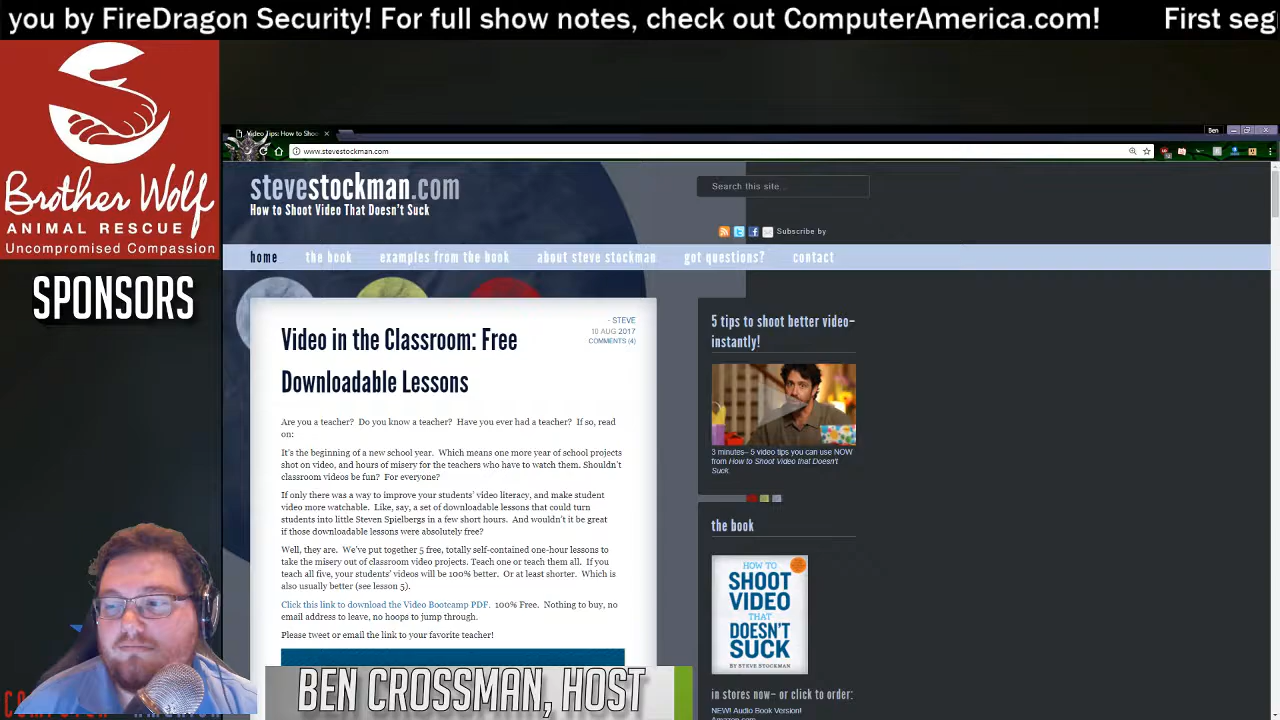 you by FireDragon Security! For full show notes, check out ComputerAmerica.com! First seg
Brother Wolf
ANIMAL RESCUE
Uncompromised Compassion
SPONSORS
Video Tips: How to Shoo
Ben
www.stevestockman.com
stevestockman.com
How to Shoot Video That Doesn't Suck
Search this site...
Subscribe by
home the book examples from the book about steve stockman got questions? contact
Video in the Classroom: Free
Downloadable Lessons
- STEVE
10 AUG 2017
COMMENTS (4)
Are you a teacher? Do you know a teacher? Have you ever had a teacher? If so, read
on:
It's the beginning of a new school year. Which means one more year of school projects
shot on video, and hours of misery for the teachers who have to watch them. Shouldn't
classroom videos be fun? For everyone?
If only there was a way to improve your students' video literacy, and make student
video more watchable. Like, say, a set of downloadable lessons that could turn
students into little Steven Spielbergs in a few short hours. And wouldn't it be great
if those downloadable lessons were absolutely free?
Well, they are. We've put together 5 free, totally self-contained one-hour lessons to
take the misery out of classroom video projects. Teach one or teach them all. If you
teach all five, your students' videos will be 100% better. Or at least shorter. Which is
also usually better (see lesson 5).
Click this link to download the Video Bootcamp PDF. 100% Free. Nothing to buy, no
email address to leave, no hoops to jump through.
Please tweet or email the link to your favorite teacher!
5 tips to shoot better video–
instantly!
3 minutes– 5 video tips you can use NOW
from How to Shoot Video that Doesn't
Suck.
the book
HOW TO
SHOOT
VIDEO
THAT
DOESN'T
SUCK
BY STEVE STOCKMAN
in stores now– or click to order:
NEW! Audio Book Version!
Amazon.com
BEN CROSSMAN, HOST